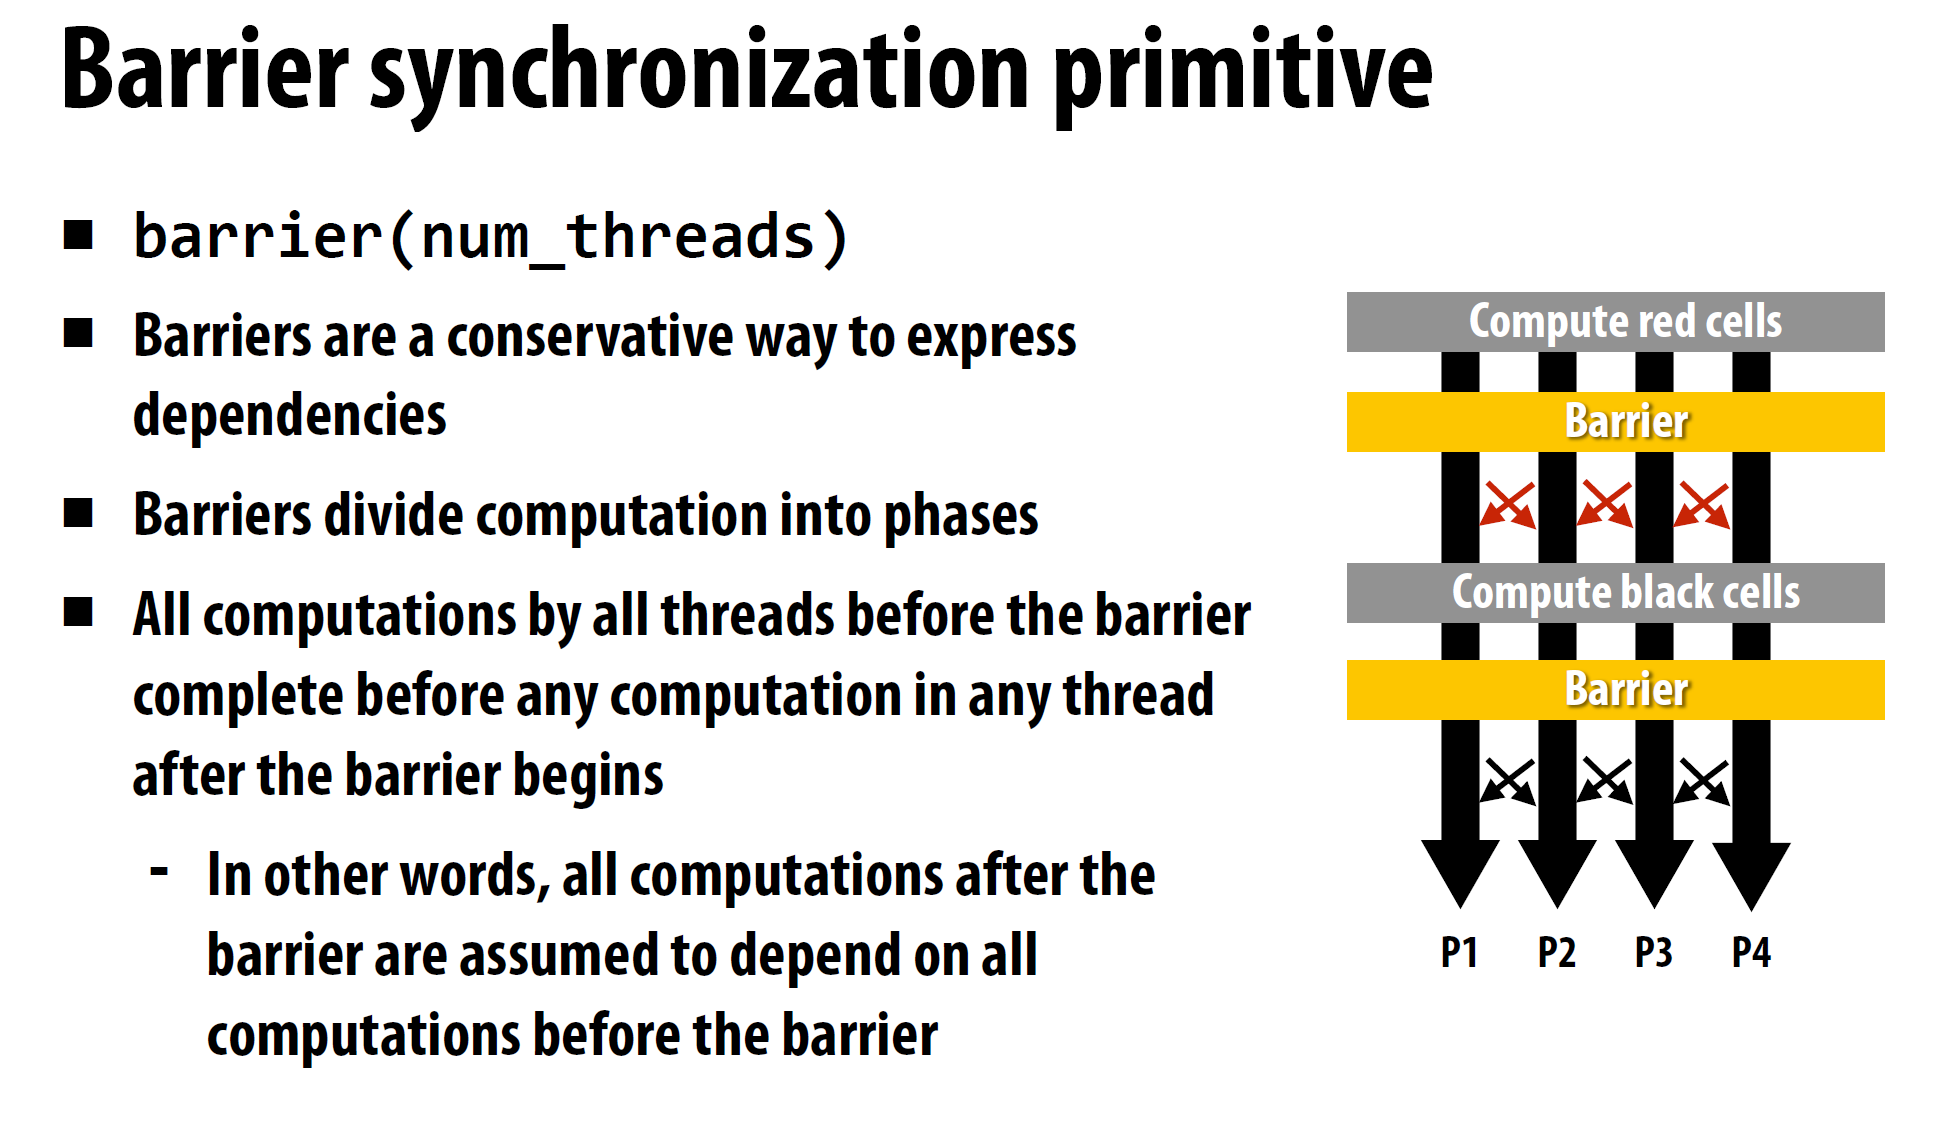 Barrier synchronization primitive
■ barrier(num_threads)
■ Barriers are a conservative way to express
dependencies
■ Barriers divide computation into phases
■ All computations by all threads before the barrier
complete before any computation in any thread
after the barrier begins
- In other words, all computations after the
barrier are assumed to depend on all
computations before the barrier
Compute red cells
Barrier
Compute black cells
Barrier
P1 P2 P3 P4